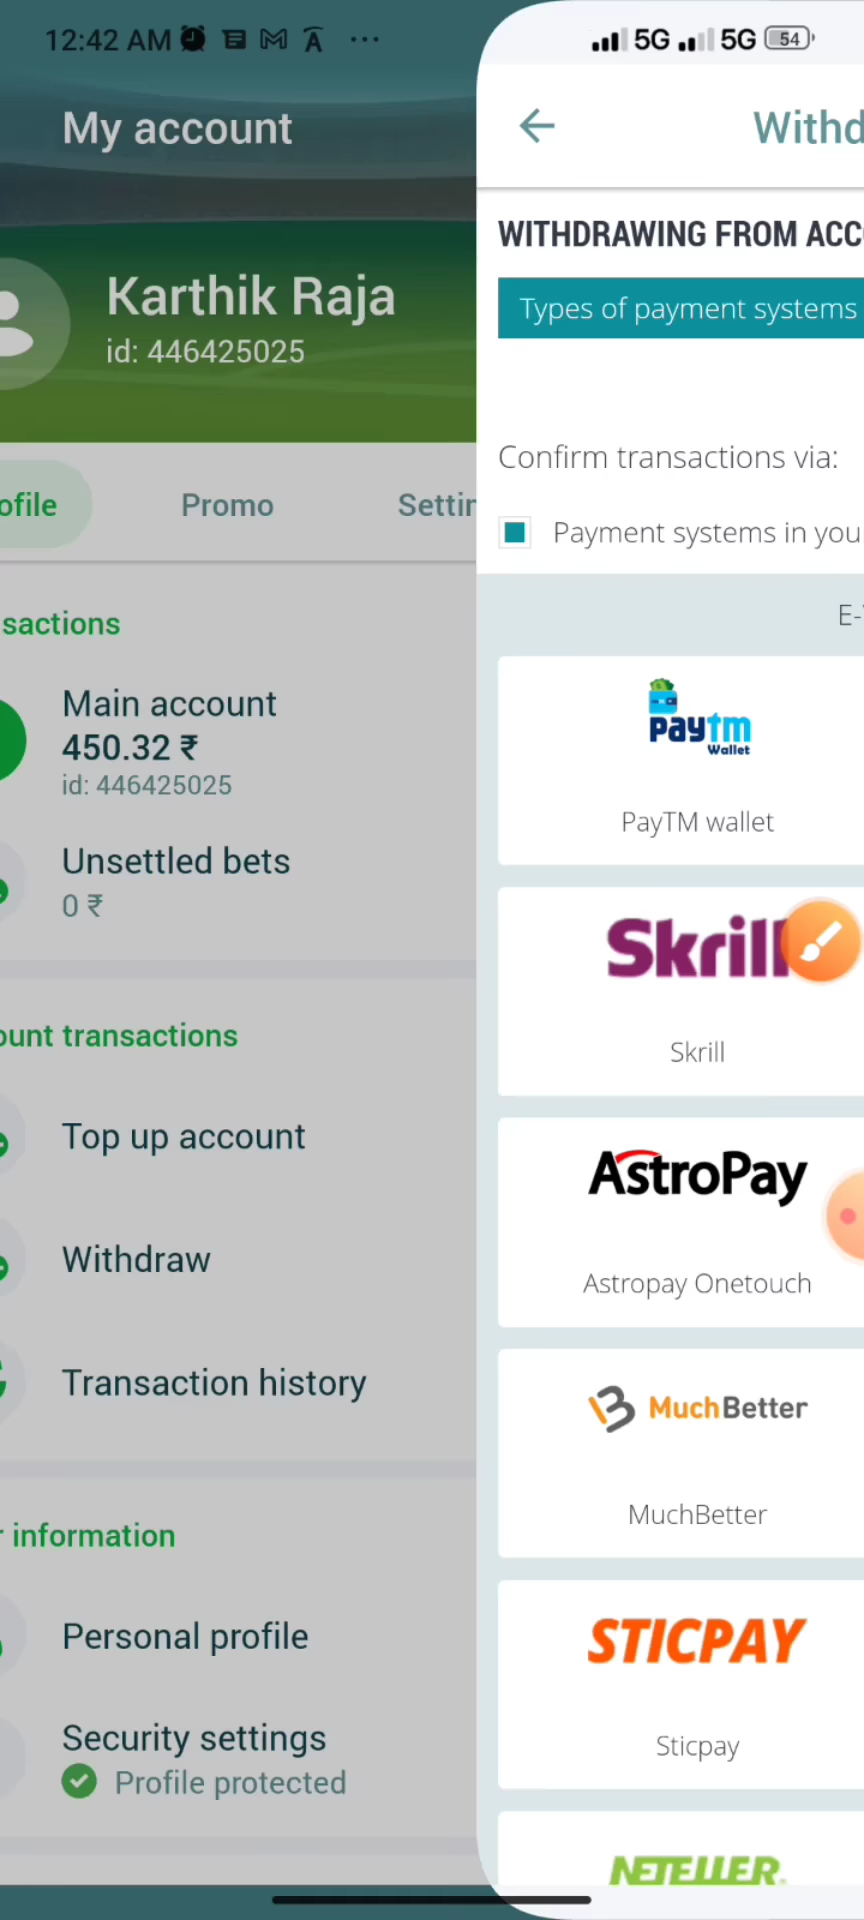 12:42 AM
5G 5G 54
My account
Karthik Raja
id: 446425025
ofile Promo Settin
sactions
Main account
450.32 ₹
id: 446425025
Unsettled bets
0 ₹
ount transactions
Top up account
Withdraw
Transaction history
r information
Personal profile
Security settings
Profile protected
Withd
WITHDRAWING FROM ACCO
Types of payment systems
Confirm transactions via:
Payment systems in you
E-
paytm
Wallet
PayTM wallet
Skrill
Skrill
AstroPay
Astropay Onetouch
MuchBetter
MuchBetter
STICPAY
Sticpay
NETELLER